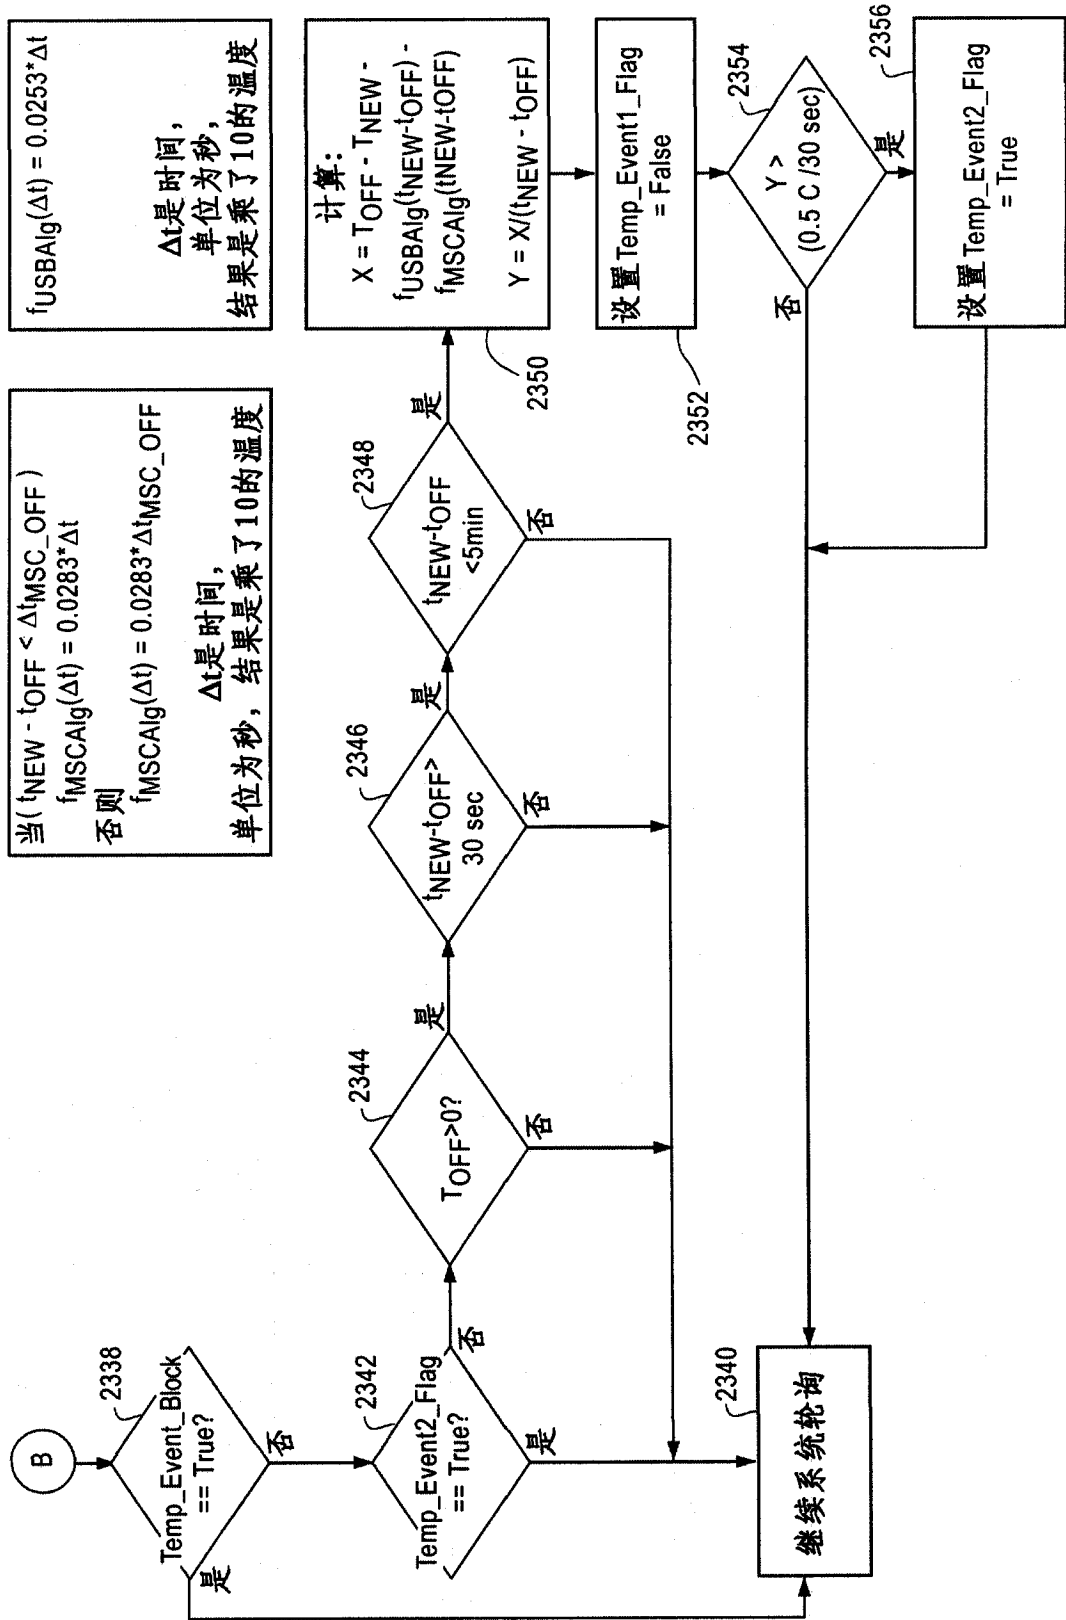 B
2338
Temp_Event_Block
== True?
是
否
2342
Temp_Event2_Flag
== True?
否
是
2340
继续系统轮询
2344
TOFF>0?
是
否
2346
tNEW-tOFF>
30 sec
是
否
2348
tNEW-tOFF
<5min
是
否
当( tNEW - tOFF < ΔtMSC_OFF )
fMSCAlg(Δt) = 0.0283*Δt
否则
fMSCAlg(Δt) = 0.0283*ΔtMSC_OFF
Δt是时间，
单位为秒，结果是乘了10的温度
fUSBAlg(Δt) = 0.0253*Δt
Δt是时间，
单位为秒，
结果是乘了10的温度
计算：
X = TOFF - TNEW -
fUSBAlg(tNEW-tOFF) -
fMSCAlg(tNEW-tOFF)
Y = X/(tNEW - tOFF)
2350
设置Temp_Event1_Flag
= False
2352
Y >
(0.5 C /30 sec)
2354
否
是
设置Temp_Event2_Flag
= True
2356